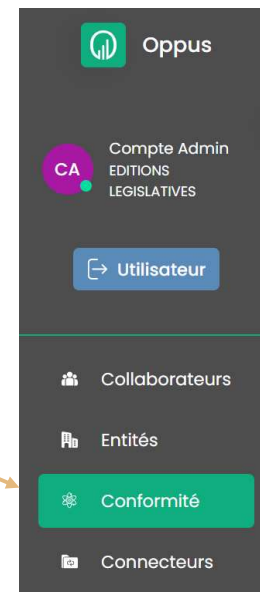 Oppus
CA
Compte Admin
EDITIONS
LEGISLATIVES
Utilisateur
Collaborateurs
Entités
Conformité
Connecteurs